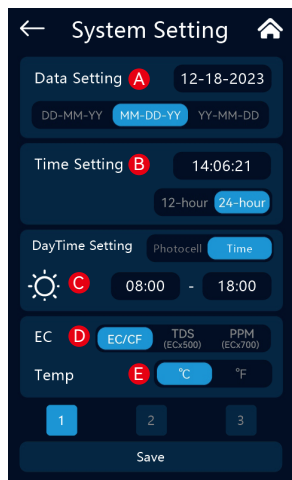 System Setting
Data Setting A 12-18-2023
DD-MM-YY MM-DD-YY YY-MM-DD
Time Setting B 14:06:21
12-hour 24-hour
DayTime Setting Photocell Time
C 08:00 - 18:00
EC D EC/CF TDS (ECx500) PPM (ECx700)
Temp E °C °F
1 2 3
Save